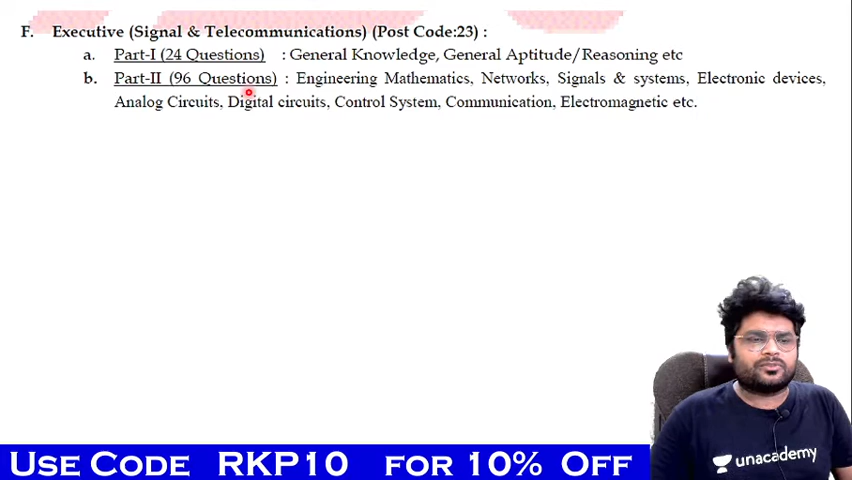 F. Executive (Signal & Telecommunications) (Post Code:23) :
a. Part-I (24 Questions) : General Knowledge, General Aptitude/Reasoning etc
b. Part-II (96 Questions) : Engineering Mathematics, Networks, Signals & systems, Electronic devices,
Analog Circuits, Digital circuits, Control System, Communication, Electromagnetic etc.
unacademy
USE CODE RKP10 FOR 10% OFF